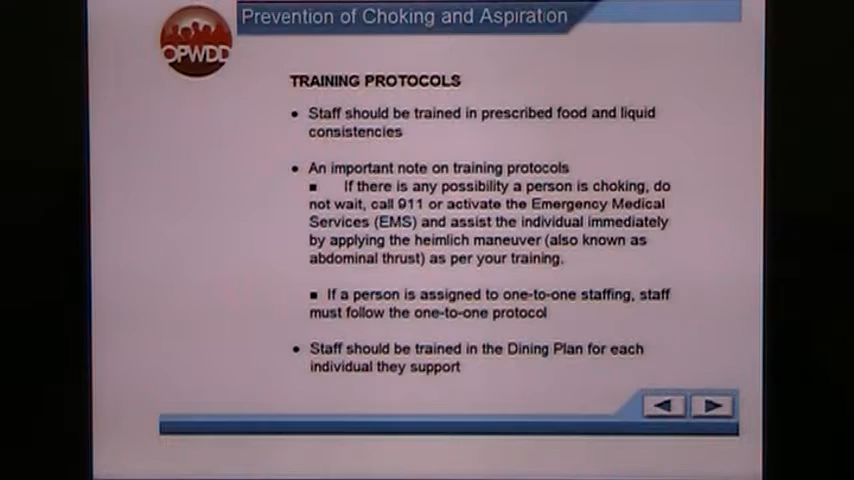 Prevention of Choking and Aspiration
OPWDD
TRAINING PROTOCOLS
• Staff should be trained in prescribed food and liquid
consistencies
• An important note on training protocols
▪ If there is any possibility a person is choking, do
not wait, call 911 or activate the Emergency Medical
Services (EMS) and assist the individual immediately
by applying the heimlich maneuver (also known as
abdominal thrust) as per your training.
▪ If a person is assigned to one-to-one staffing, staff
must follow the one-to-one protocol
• Staff should be trained in the Dining Plan for each
individual they support